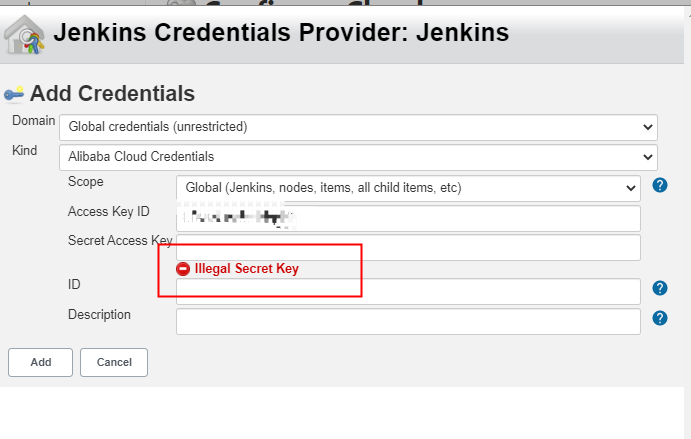 Jenkins Credentials Provider: Jenkins
Add Credentials
Domain
Global credentials (unrestricted)
Kind
Alibaba Cloud Credentials
Scope
Global (Jenkins, nodes, items, all child items, etc)
Access Key ID
Secret Access Key
Illegal Secret Key
ID
Description
Add
Cancel